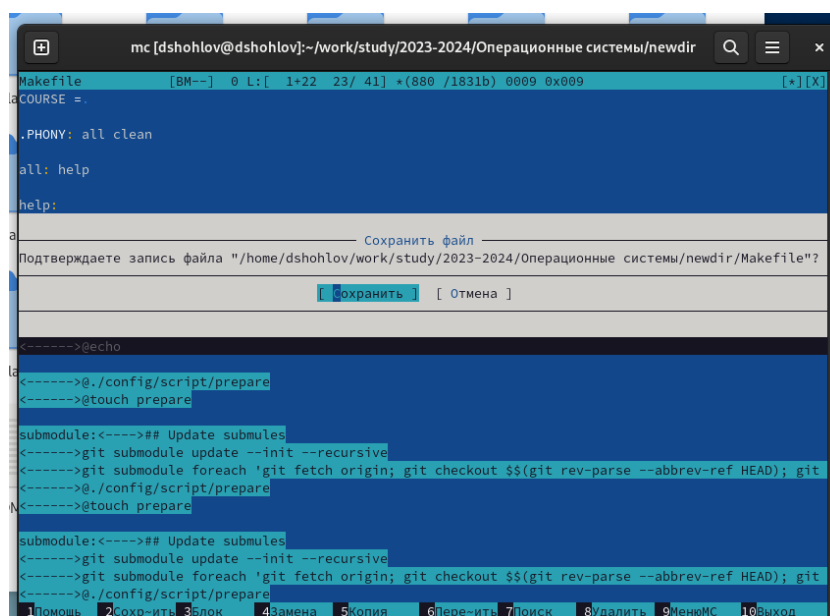 mc [dshohlov@dshohlov]:~/work/study/2023-2024/Операционные системы/newdir
Makefile [BM--] 0 L:[ 1+22 23/ 41] *(880 /1831b) 0009 0x009 [*][X]
COURSE =.
.PHONY: all clean
all: help
help:
Сохранить файл
Подтверждаете запись файла "/home/dshohlov/work/study/2023-2024/Операционные системы/newdir/Makefile"?
[ Сохранить ] [ Отмена ]
<------>@echo
<------>@./config/script/prepare
<------>@touch prepare
submodule:<---->## Update submules
<------>git submodule update --init --recursive
<------>git submodule foreach 'git fetch origin; git checkout $$(git rev-parse --abbrev-ref HEAD); git
<------>@./config/script/prepare
<------>@touch prepare
submodule:<---->## Update submules
<------>git submodule update --init --recursive
<------>git submodule foreach 'git fetch origin; git checkout $$(git rev-parse --abbrev-ref HEAD); git
<------>@./config/script/prepare
1Помощь 2Сохр~ить 3Блок 4Замена 5Копия 6Пере~ить 7Поиск 8Удалить 9МенюMC 10Выход